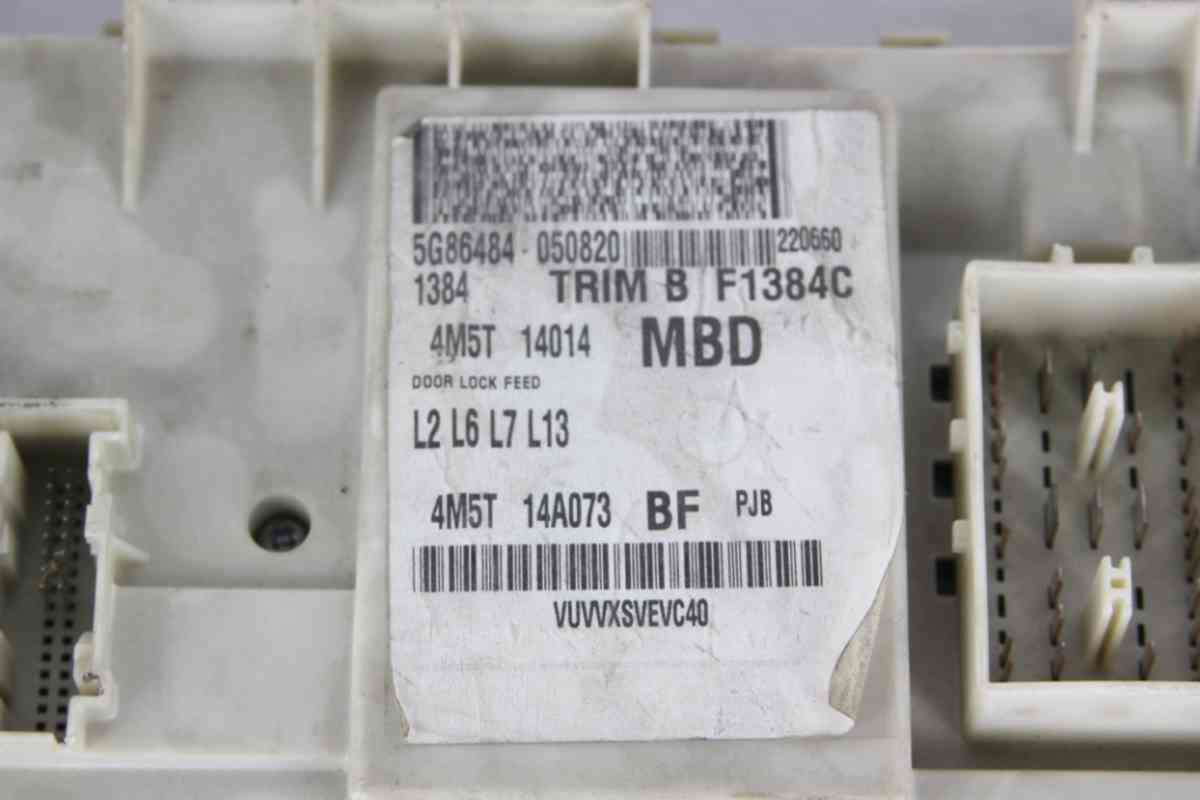 5G86484 - 050820 220660
1384 TRIM B F1384C
4M5T 14014 MBD
DOOR LOCK FEED
L2 L6 L7 L13
4M5T 14A073 BF PJB
VUVVXSVEVC40